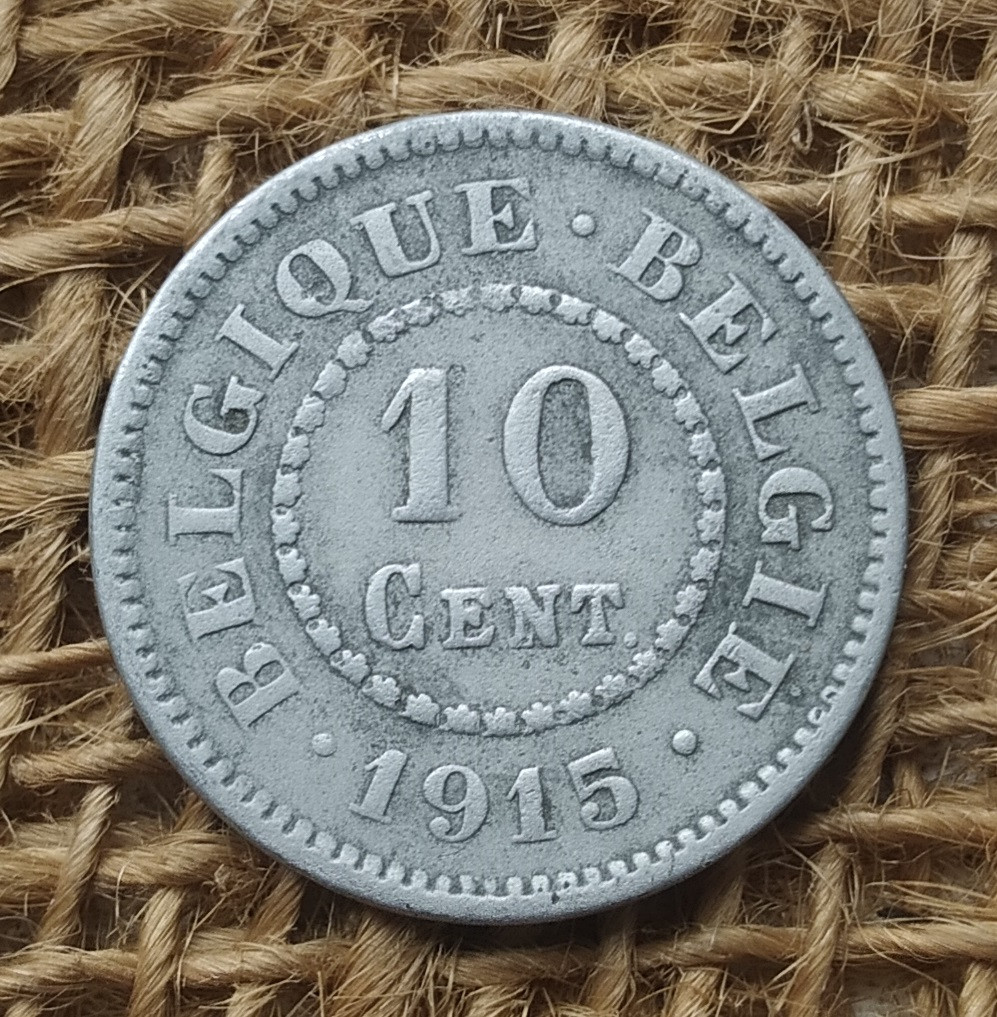 BELGIQUE · BELGIE
10
CENT.
· 1915 ·